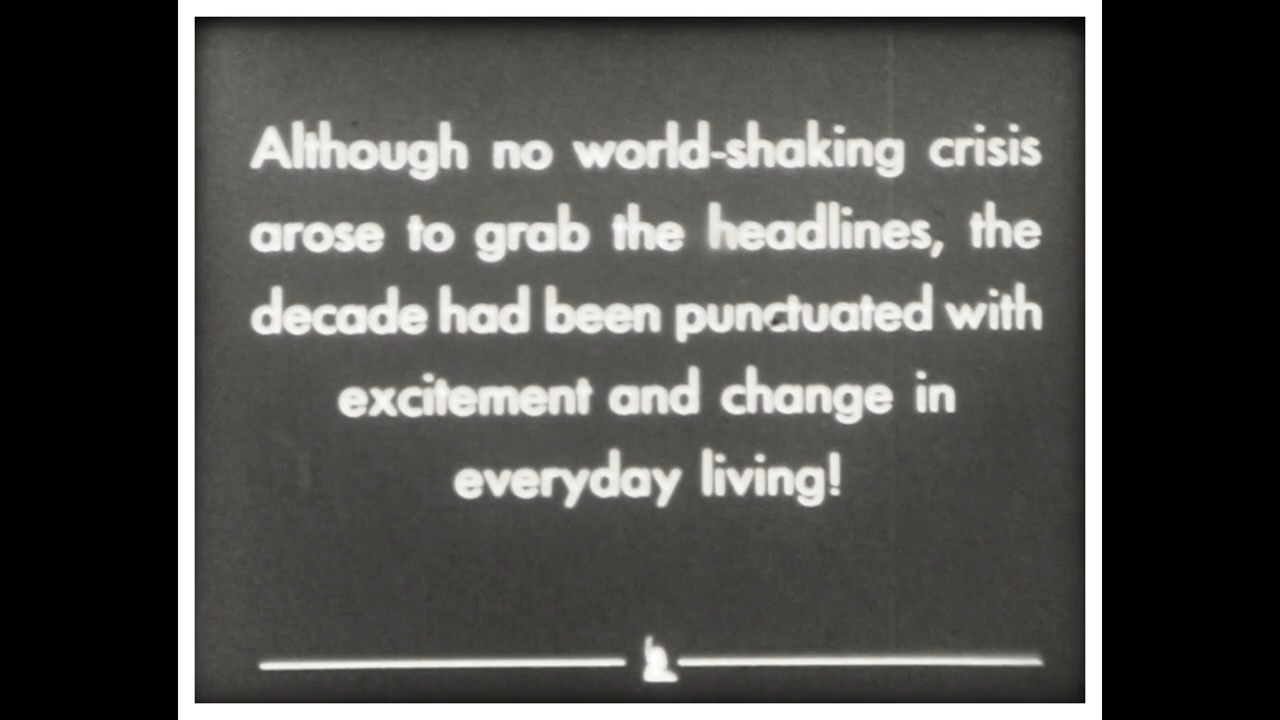 Although no world-shaking crisis
arose to grab the headlines, the
decade had been punctuated with
excitement and change in
everyday living!